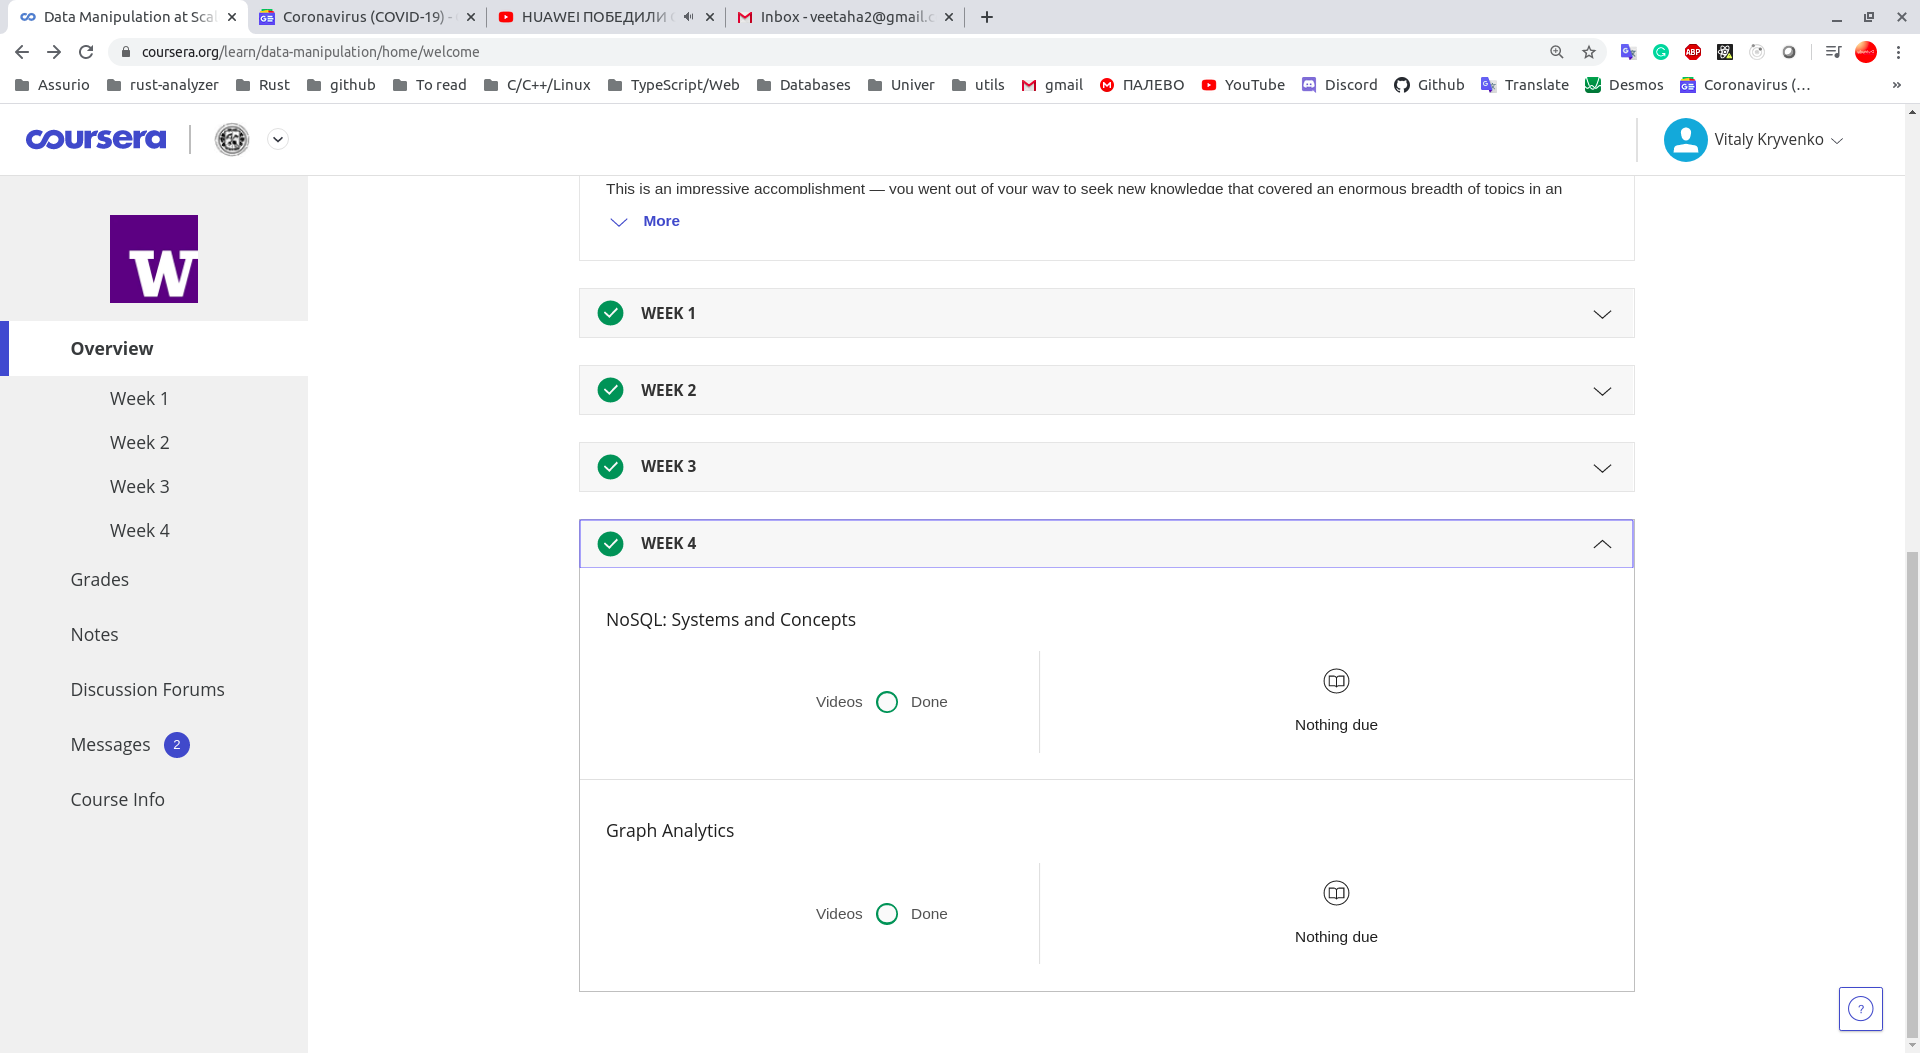 Data Manipulation at Scal
Coronavirus (COVID-19) -
HUAWEI ПОБЕДИЛИ
Inbox - veetaha2@gmail.c
coursera.org/learn/data-manipulation/home/welcome
ABP
Assurio
rust-analyzer
Rust
github
To read
C/C++/Linux
TypeScript/Web
Databases
Univer
utils
gmail
ПАЛЕВО
YouTube
Discord
Github
Translate
Desmos
Coronavirus (...
»
coursera
Vitaly Kryvenko
W
Overview
Week 1
Week 2
Week 3
Week 4
Grades
Notes
Discussion Forums
Messages 2
Course Info
This is an impressive accomplishment — you went out of your way to seek new knowledge that covered an enormous breadth of topics in an
More
WEEK 1
WEEK 2
WEEK 3
WEEK 4
NoSQL: Systems and Concepts
Videos Done
Nothing due
Graph Analytics
Videos Done
Nothing due
?